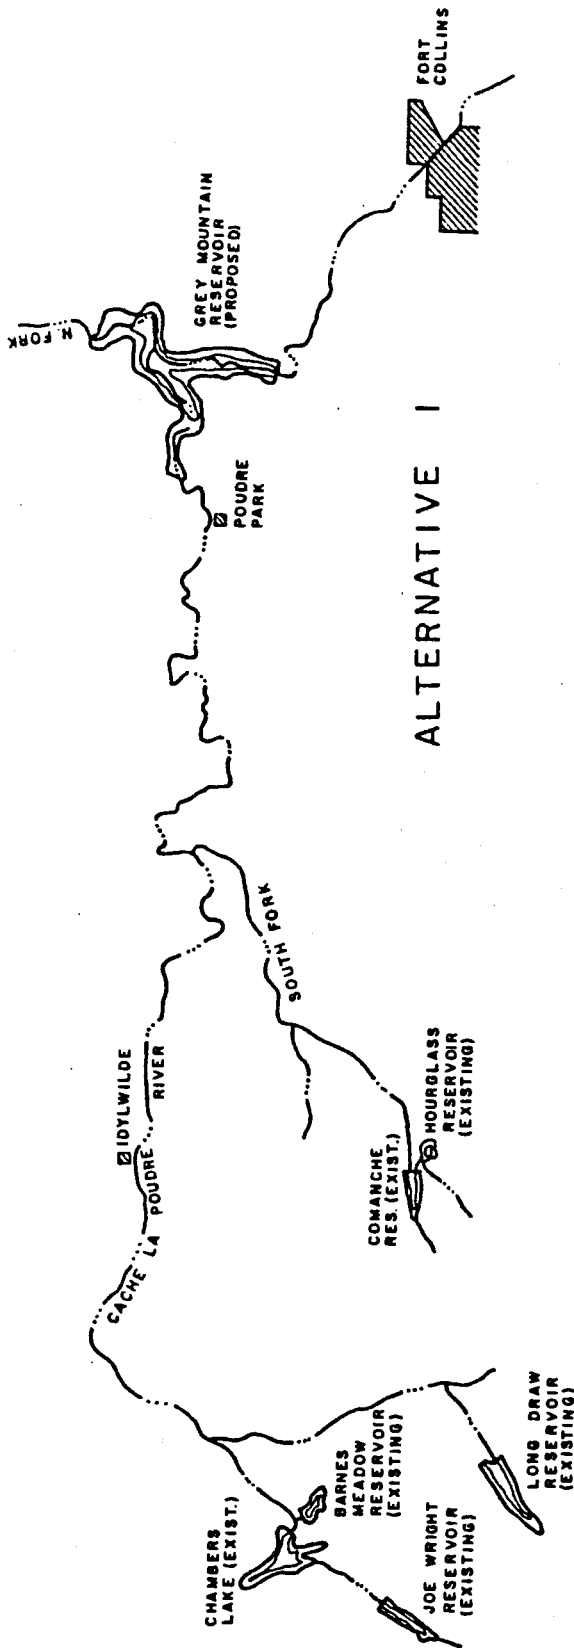 CHAMBERS
LAKE (EXIST.)
BARNES
MEADOW
RESERVOIR
(EXISTING)
JOE WRIGHT
RESERVOIR
(EXISTING)
LONG DRAW
RESERVOIR
(EXISTING)
CACHE LA POUDRE RIVER
IDYLWILDE
COMANCHE
RES. (EXIST.)
HOURGLASS
RESERVOIR
(EXISTING)
SOUTH FORK
POUDRE
PARK
N. FORK
GREY MOUNTAIN
RESERVOIR
(PROPOSED)
FORT
COLLINS
ALTERNATIVE 1